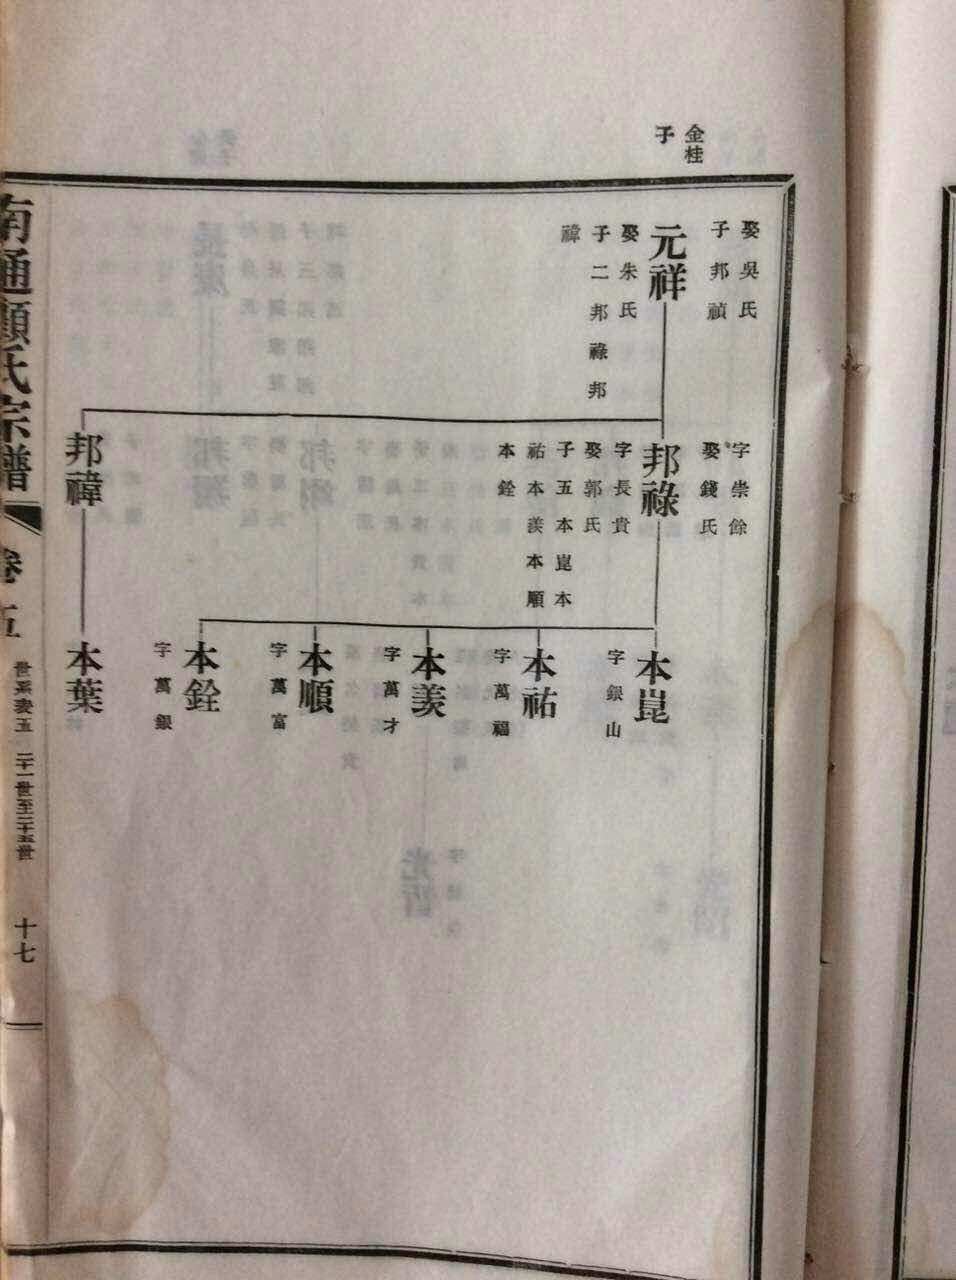 金桂
子
娶吳氏
子邦禎
元祥
娶朱氏
子二邦祿邦
禕
字崇餘
娶錢氏
邦祿
字長貴
娶郭氏
子五本崑本
祐本羨本順
本銓
邦禕
本崑
字銀山
本祐
字萬福
本羨
字萬才
本順
字萬富
本銓
字萬銀
本葉
南通顧氏宗譜
卷五
世系表五
二十一世至二十五世
十七